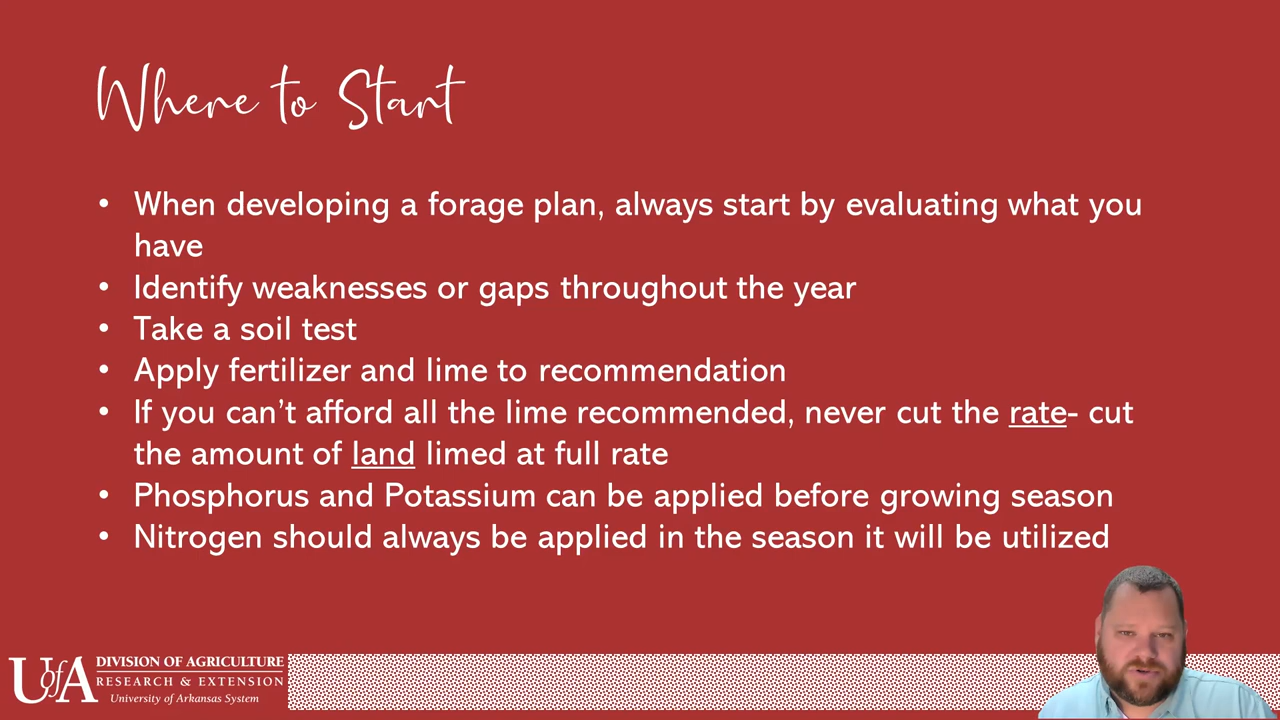 Where to Start
• When developing a forage plan, always start by evaluating what you
have
• Identify weaknesses or gaps throughout the year
• Take a soil test
• Apply fertilizer and lime to recommendation
• If you can’t afford all the lime recommended, never cut the rate- cut
the amount of land limed at full rate
• Phosphorus and Potassium can be applied before growing season
• Nitrogen should always be applied in the season it will be utilized
UofA
DIVISION OF AGRICULTURE
RESEARCH & EXTENSION
University of Arkansas System